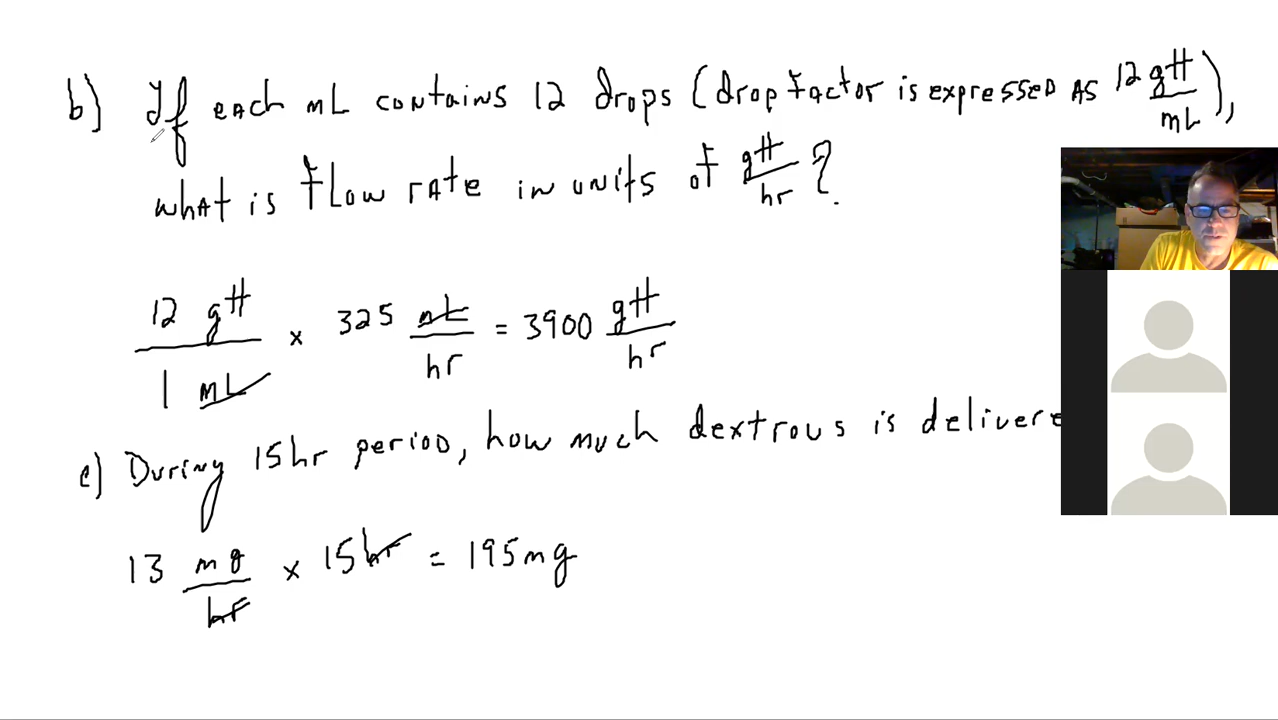 b) If each mL contains 12 drops (drop factor is expressed as 12 gtt/mL),
what is flow rate in units of gtt/hr?
12 gtt/1 mL x 325 mL/hr = 3900 gtt/hr
c) During 15hr period, how much dextrous is delivere
13 mg/hr x 15hr = 195mg